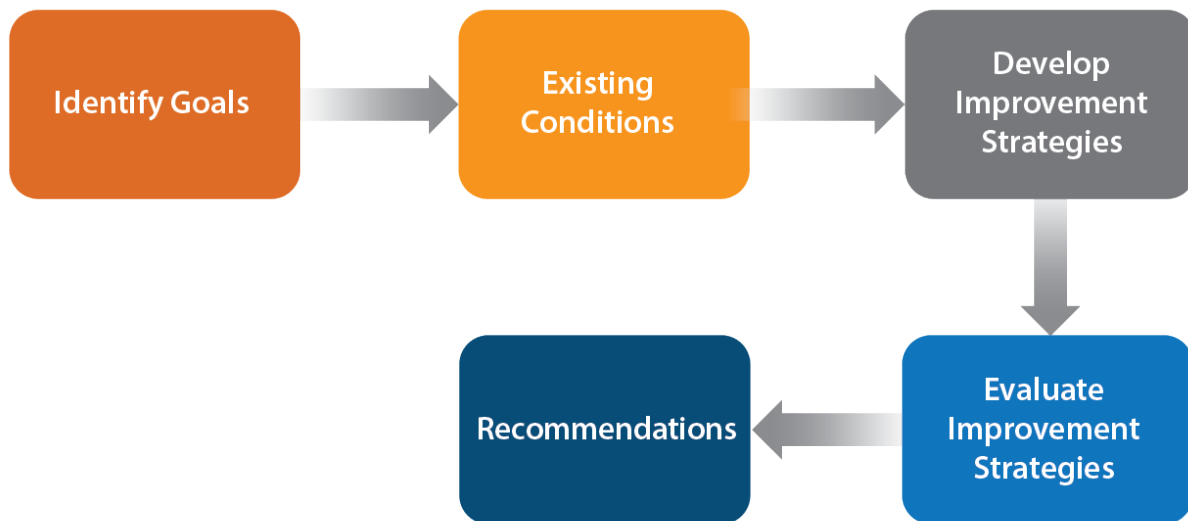 Identify Goals
Existing
Conditions
Develop
Improvement
Strategies
Evaluate
Improvement
Strategies
Recommendations